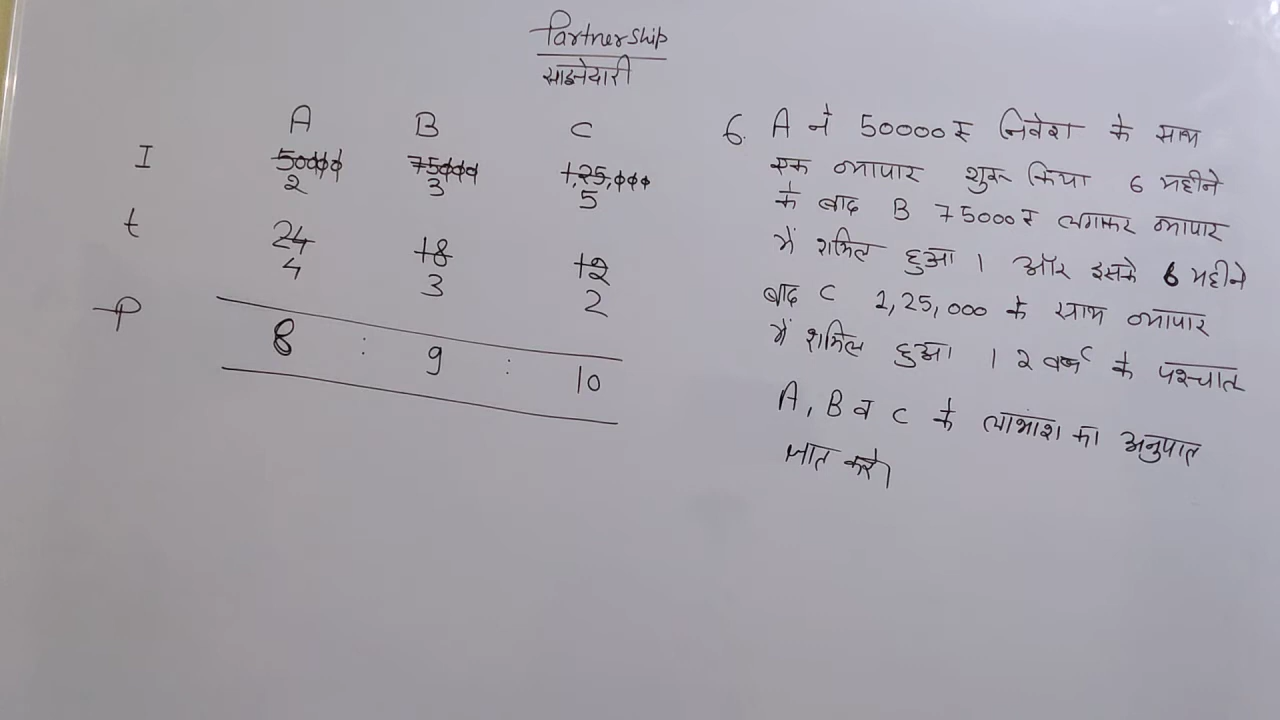 Partnership
साझेदारी
A B C
I 50000 75000 1,25,000
2 3 5
t 24 18 12
4 3 2
P 8 : 9 : 10
6. A ने 50000 ₹ निवेश के साथ
एक व्यापार शुरू किया 6 महीने
के बाद B 75000 ₹ लगाकर व्यापार
में शामिल हुआ । और इसके 6 महीने
बाद C 1,25,000 के साथ व्यापार
में शामिल हुआ । 2 वर्ष के पश्चात
A, B व C के लाभांश का अनुपात
ज्ञात करो।